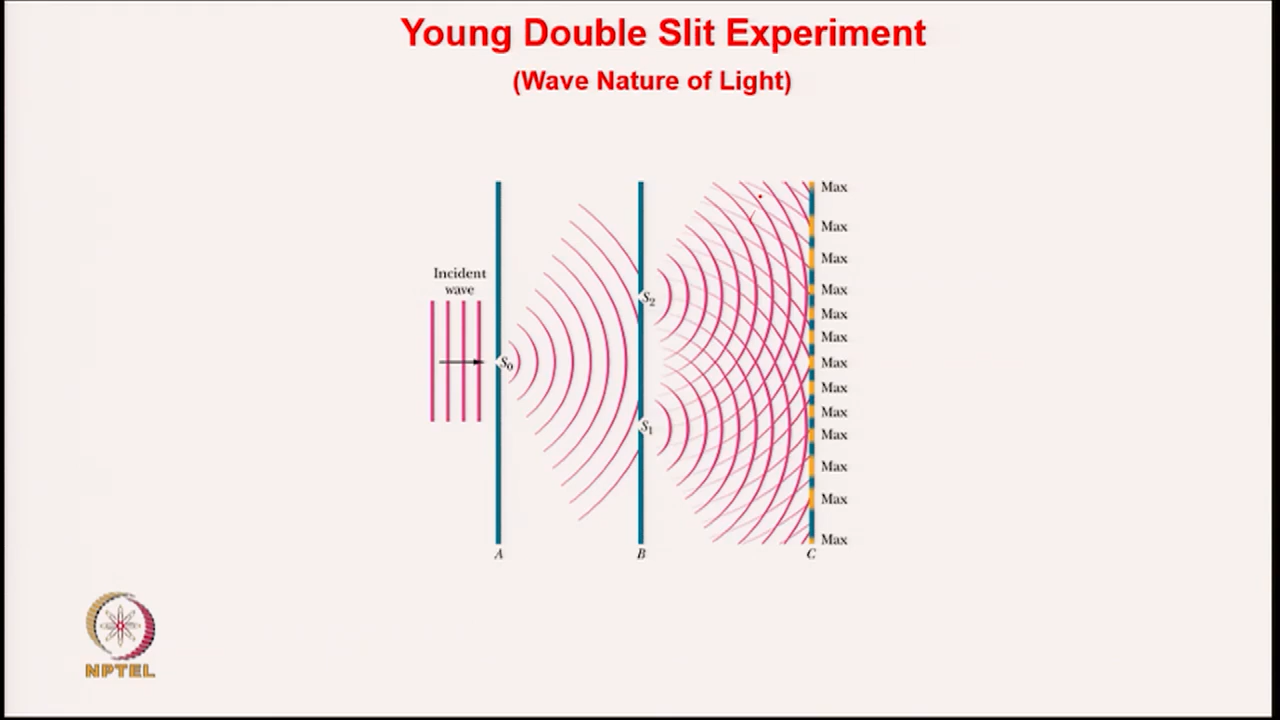 Young Double Slit Experiment
(Wave Nature of Light)
Incident
wave
S0
S2
S1
Max
Max
Max
Max
Max
Max
Max
Max
Max
Max
Max
Max
Max
A
B
C
NPTEL